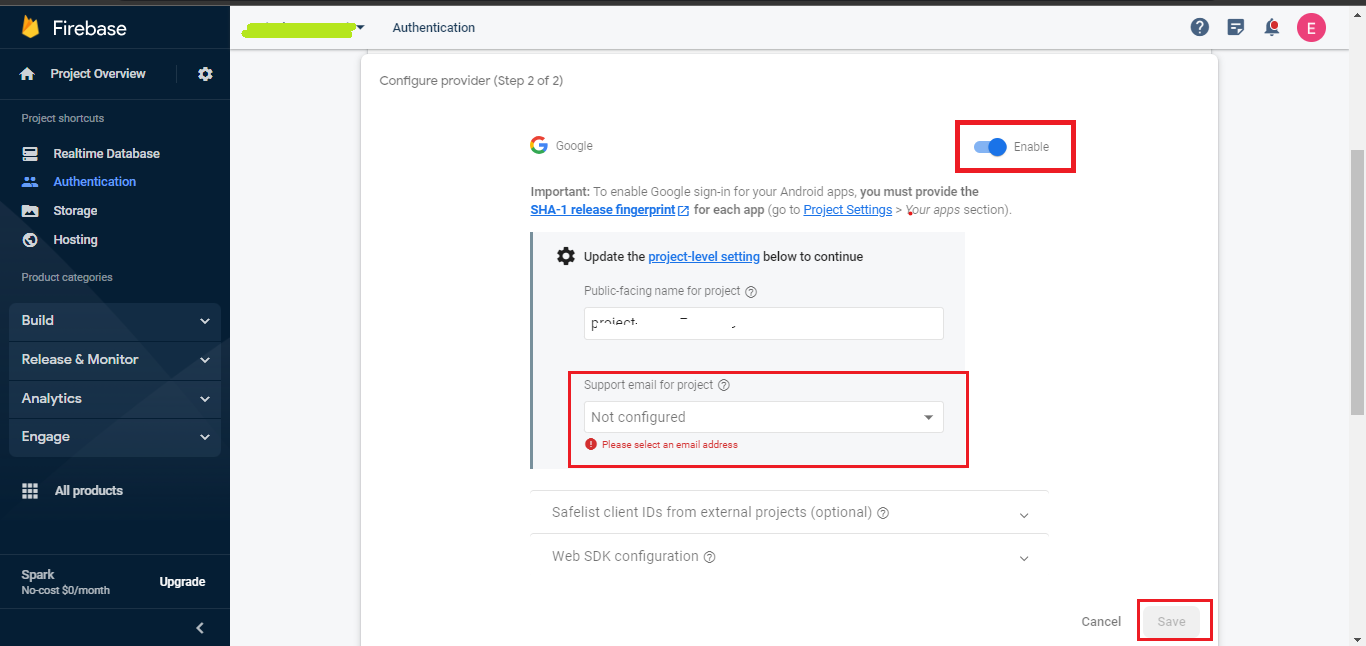 Firebase
Authentication
E
Project Overview
Configure provider (Step 2 of 2)
Project shortcuts
Realtime Database
Authentication
Storage
Hosting
Product categories
Build
Release & Monitor
Analytics
Engage
All products
Spark
No-cost $0/month
Upgrade
Google
Enable
Important: To enable Google sign-in for your Android apps, you must provide the
SHA-1 release fingerprint for each app (go to Project Settings > Your apps section).
Update the project-level setting below to continue
Public-facing name for project
project-
Support email for project
Not configured
Please select an email address
Safelist client IDs from external projects (optional)
Web SDK configuration
Cancel
Save